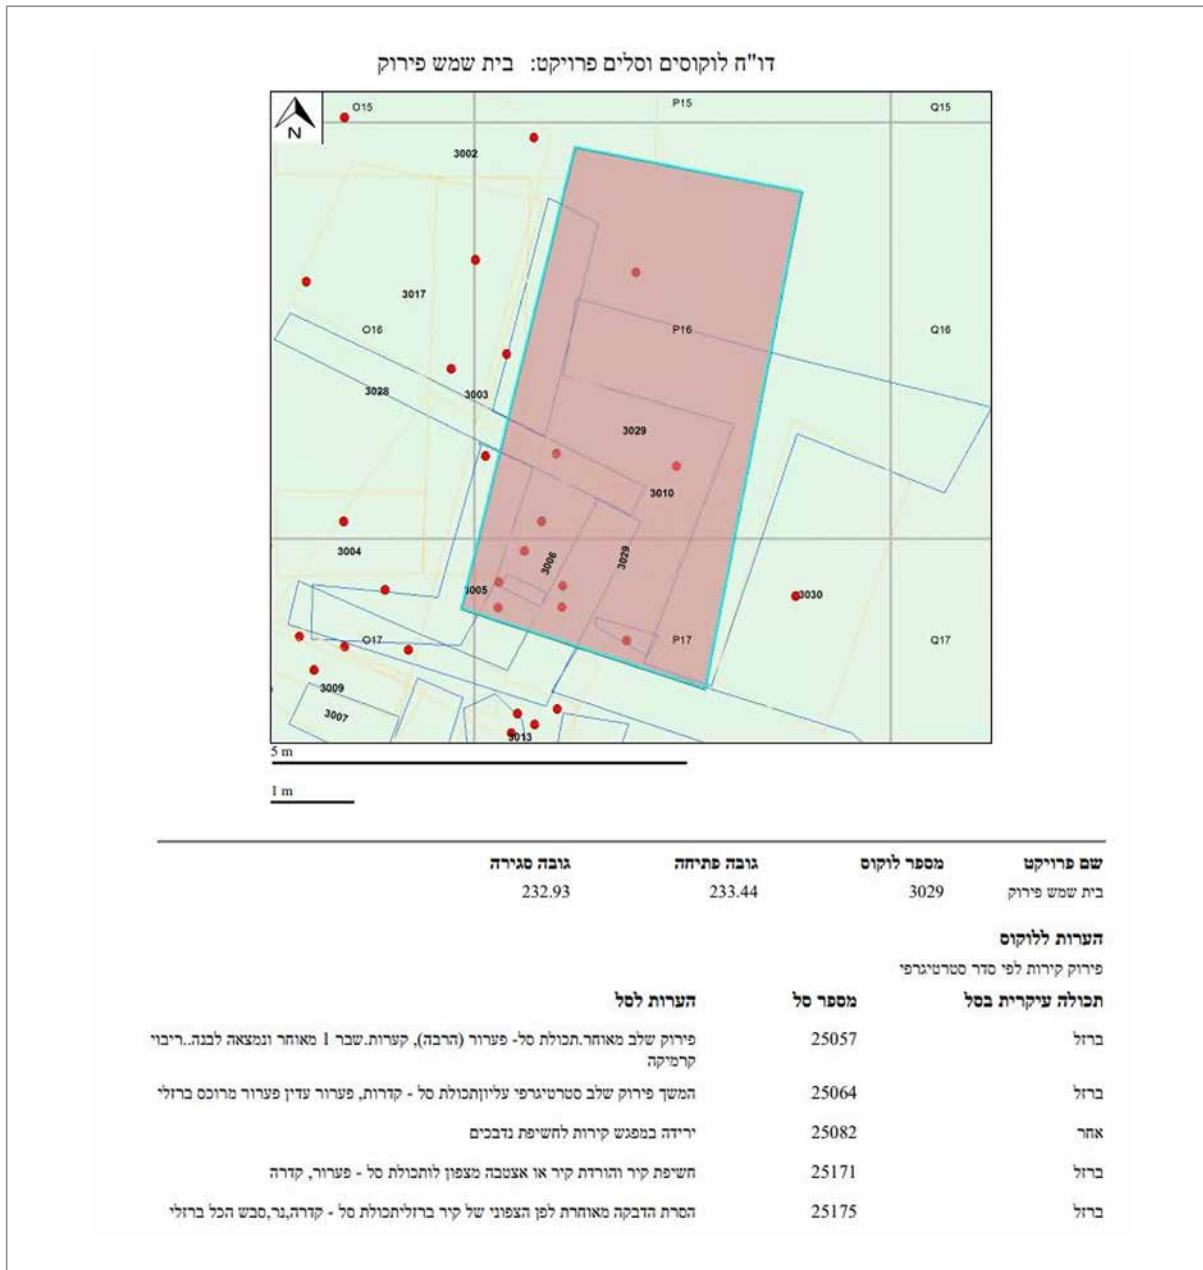 דו"ח לוקוסים וסלים פרויקט: בית שמש פירוק
O15 P15 Q15
N
3002
3017
O16 P16 Q16
3028 3003
3029
3010
3004 3006 3029
3005 3030
O17 P17 Q17
3009
3007
3013
5 m
1 m
שם פרויקט מספר לוקוס גובה פתיחה גובה סגירה
בית שמש פירוק 3029 233.44 232.93
הערות ללוקוס
פירוק קירות לפי סדר סטרטיגרפי
תכולה עיקרית בסל מספר סל הערות לסל
ברזל 25057 פירוק שלב מאוחר.תכולת סל- פערור (הרבה), קערות.שבר 1 מאוחר ונמצאה לבנה..ריבוי
קרמיקה
ברזל 25064 המשך פירוק שלב סטרטיגרפי עליוןתכולת סל - קדרות, פערור עדין פערור מרוכס ברזלי
אחר 25082 ירידה במפגש קירות לחשיפת נדבכים
ברזל 25171 חשיפת קיר והורדת קיר או אצטבה מצפון לותכולת סל - פערור, קדרה
ברזל 25175 הסרת הדבקה מאוחרת לפן הצפוני של קיר ברזליתכולת סל - קדרה,נר,סבש הכל ברזלי